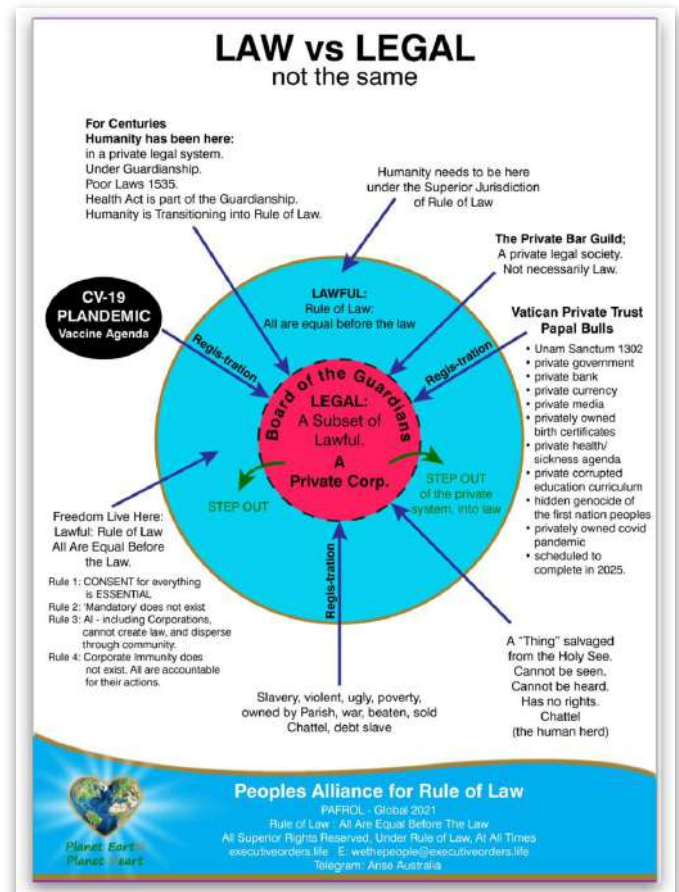 LAW vs LEGAL
not the same
For Centuries
Humanity has been here:
in a private legal system.
Under Guardianship.
Poor Laws 1535.
Health Act is part of the Guardianship.
Humanity is Transitioning into Rule of Law.
Humanity needs to be here
under the Superior Jurisdiction
of Rule of Law
The Private Bar Guild;
A private legal society.
Not necessarily Law.
CV-19
PLANDEMIC
Vaccine Agenda
LAWFUL:
Rule of Law:
All are equal before the law
Vatican Private Trust
Papal Bulls
• Unam Sanctum 1302
• private government
• private bank
• private currency
• private media
• privately owned
birth certificates
• private health/
sickness agenda
• private corrupted
education curriculum
• hidden genocide of
the first nation peoples
• privately owned covid
pandemic
• scheduled to
complete in 2025.
Regis-tration
Regis-tration
Board of the Guardians
LEGAL:
A Subset of
Lawful.
A
Private Corp.
STEP OUT
STEP OUT
of the private
system, into law
Freedom Live Here:
Lawful: Rule of Law
All Are Equal Before
the Law.
Rule 1: CONSENT for everything
is ESSENTIAL
Rule 2: 'Mandatory' does not exist
Rule 3: AI - including Corporations,
cannot create law, and disperse
through community.
Rule 4: Corporate Immunity does
not exist. All are accountable
for their actions.
Regis-tration
Slavery, violent, ugly, poverty,
owned by Parish, war, beaten, sold
Chattel, debt slave
A "Thing" salvaged
from the Holy See.
Cannot be seen.
Cannot be heard.
Has no rights.
Chattel
(the human herd)
Planet Earth
Planet Heart
Peoples Alliance for Rule of Law
PAFROL - Global 2021
Rule of Law : All Are Equal Before The Law
All Superior Rights Reserved, Under Rule of Law, At All Times
executiveorders.life E: wethepeople@executiveorders.life
Telegram: Arise Australia